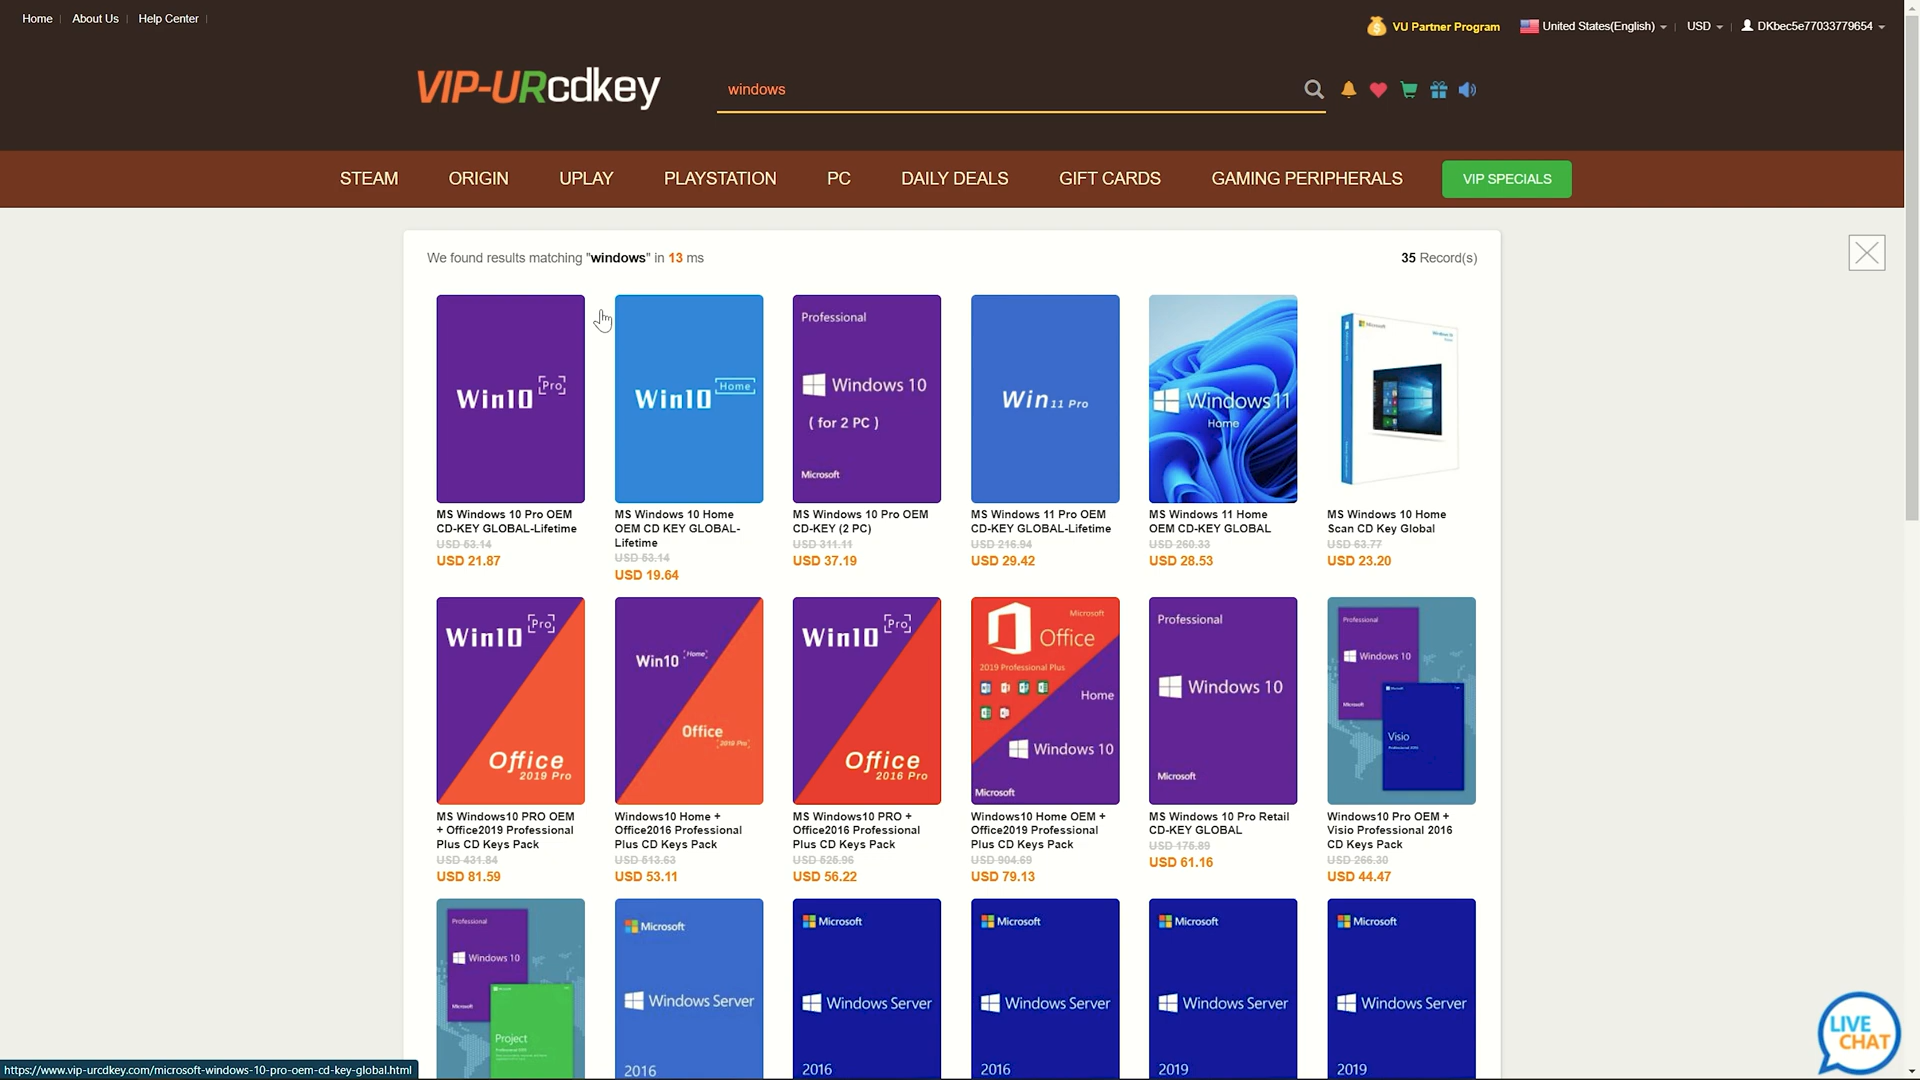 Home
About Us
Help Center
VU Partner Program
United States(English)
USD
DKbec5e77033779654
VIP-URcdkey
windows
STEAM
ORIGIN
UPLAY
PLAYSTATION
PC
DAILY DEALS
GIFT CARDS
GAMING PERIPHERALS
VIP SPECIALS
We found results matching "windows" in 13 ms
35 Record(s)
Win10 Pro
MS Windows 10 Pro OEM
CD-KEY GLOBAL-Lifetime
USD 53.14
USD 21.87
Win10 Home
MS Windows 10 Home
OEM CD KEY GLOBAL-
Lifetime
USD 53.14
USD 19.64
Professional
Windows 10
( for 2 PC )
Microsoft
MS Windows 10 Pro OEM
CD-KEY (2 PC)
USD 311.11
USD 37.19
Win 11 Pro
MS Windows 11 Pro OEM
CD-KEY GLOBAL-Lifetime
USD 216.94
USD 29.42
Windows 11
Home
MS Windows 11 Home
OEM CD-KEY GLOBAL
USD 260.33
USD 28.53
Microsoft
MS Windows 10 Home
Scan CD Key Global
USD 63.77
USD 23.20
Win10 Pro
Office
2019 Pro
MS Windows10 PRO OEM
+ Office2019 Professional
Plus CD Keys Pack
USD 431.84
USD 81.59
Win10 Home
Office
2019 Pro
Windows10 Home +
Office2016 Professional
Plus CD Keys Pack
USD 513.63
USD 53.11
Win10 Pro
Office
2016 Pro
MS Windows10 PRO +
Office2016 Professional
Plus CD Keys Pack
USD 525.96
USD 56.22
Microsoft
Office
2019 Professional Plus
Home
Windows 10
Microsoft
Windows10 Home OEM +
Office2019 Professional
Plus CD Keys Pack
USD 904.69
USD 79.13
Professional
Windows 10
Microsoft
MS Windows 10 Pro Retail
CD-KEY GLOBAL
USD 175.89
USD 61.16
Professional
Windows 10
Microsoft
Visio
Windows10 Pro OEM +
Visio Professional 2016
CD Keys Pack
USD 266.30
USD 44.47
Professional
Windows 10
Microsoft
Project
Microsoft
Windows Server
2016
Microsoft
Windows Server
2016
Microsoft
Windows Server
2016
Microsoft
Windows Server
2019
Microsoft
Windows Server
2019
LIVE
CHAT
https://www.vip-urcdkey.com/microsoft-windows-10-pro-oem-cd-key-global.html